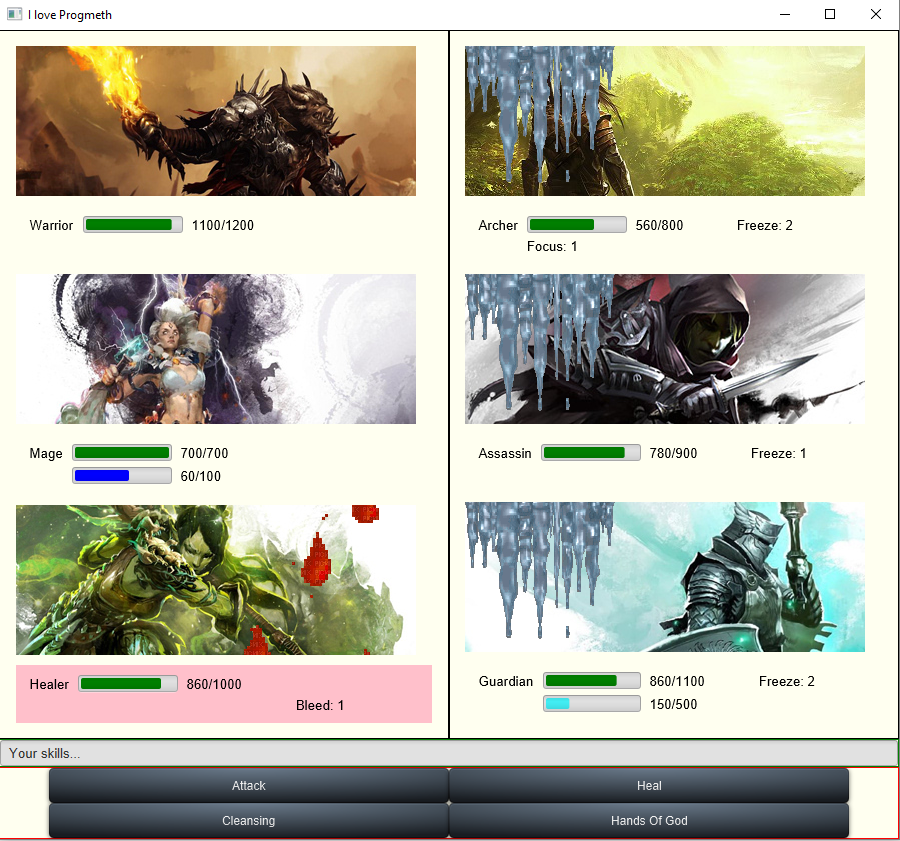 I love Progmeth
Warrior 1100/1200
Mage 700/700
60/100
Healer 860/1000
Bleed: 1
Archer 560/800 Freeze: 2
Focus: 1
Assassin 780/900 Freeze: 1
Guardian 860/1100 Freeze: 2
150/500
Your skills...
Attack
Heal
Cleansing
Hands Of God